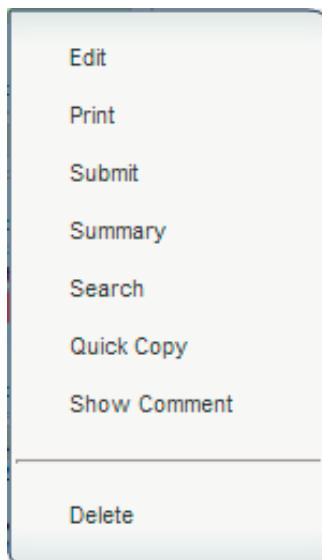 Edit
Print
Submit
Summary
Search
Quick Copy
Show Comment
Delete